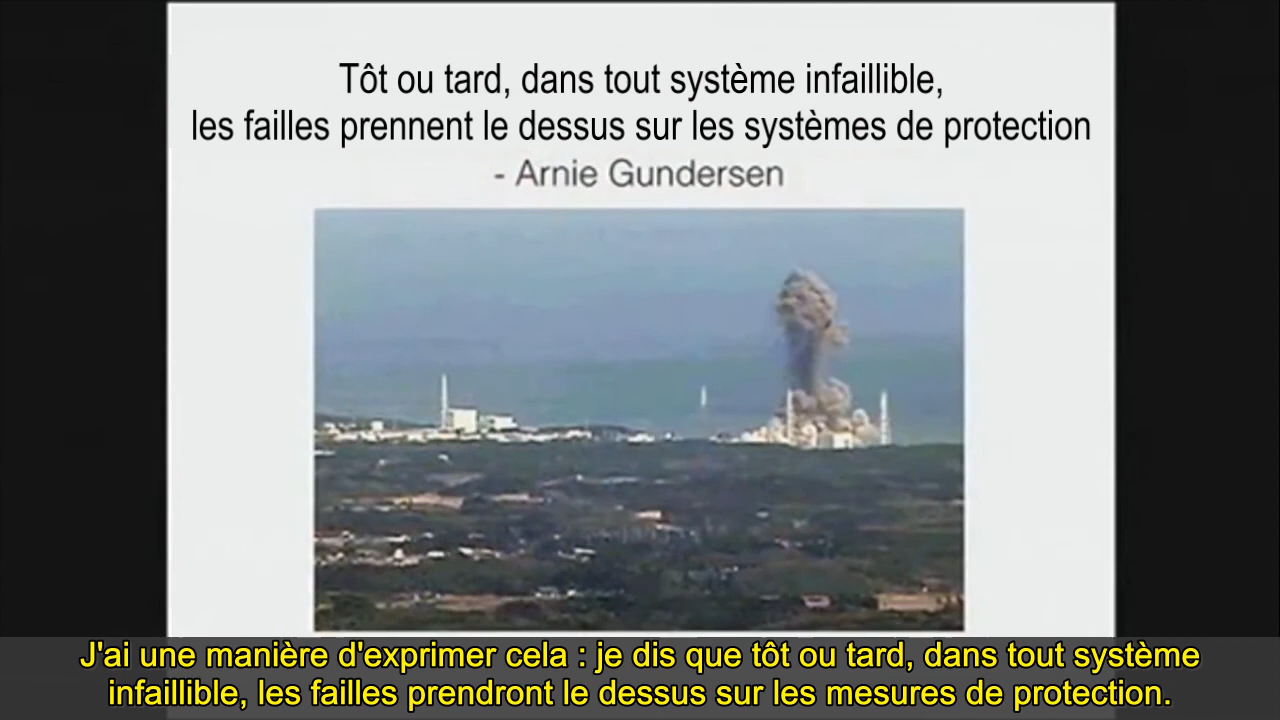 Tôt ou tard, dans tout système infaillible,
les failles prennent le dessus sur les systèmes de protection
- Arnie Gundersen
J'ai une manière d'exprimer cela : je dis que tôt ou tard, dans tout système
infaillible, les failles prendront le dessus sur les mesures de protection.